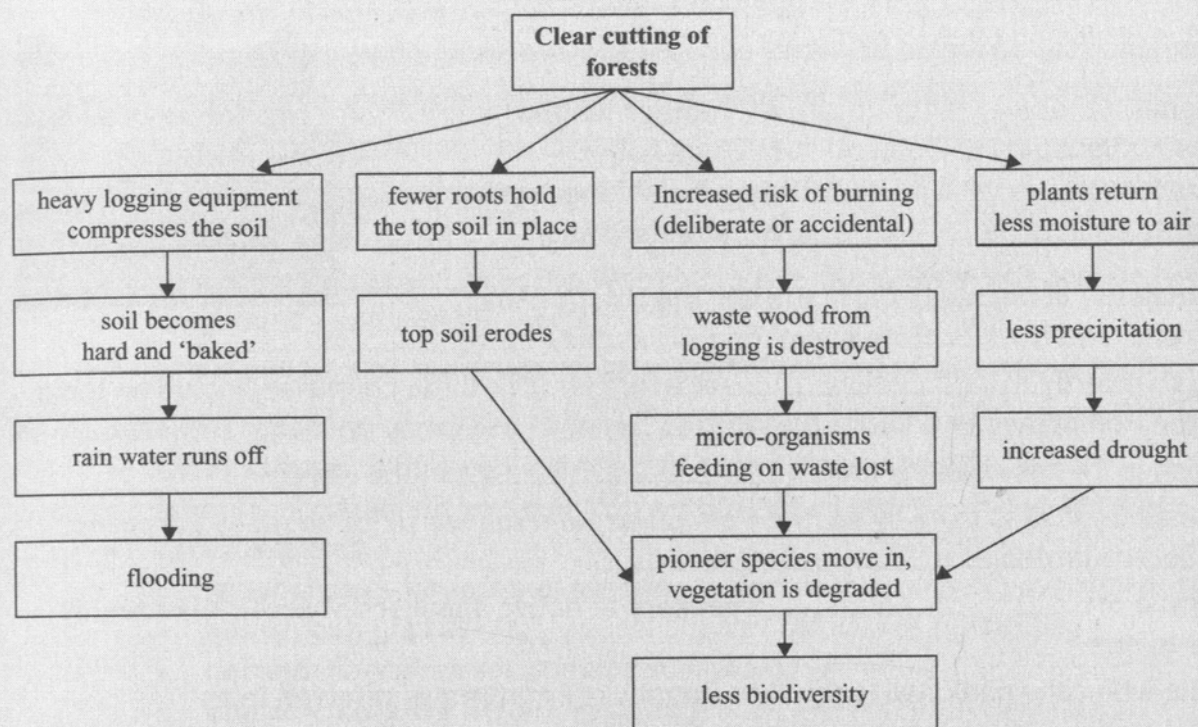 Clear cutting of
forests
heavy logging equipment
compresses the soil
fewer roots hold
the top soil in place
Increased risk of burning
(deliberate or accidental)
plants return
less moisture to air
soil becomes
hard and ‘baked’
top soil erodes
waste wood from
logging is destroyed
less precipitation
rain water runs off
micro-organisms
feeding on waste lost
increased drought
flooding
pioneer species move in,
vegetation is degraded
less biodiversity